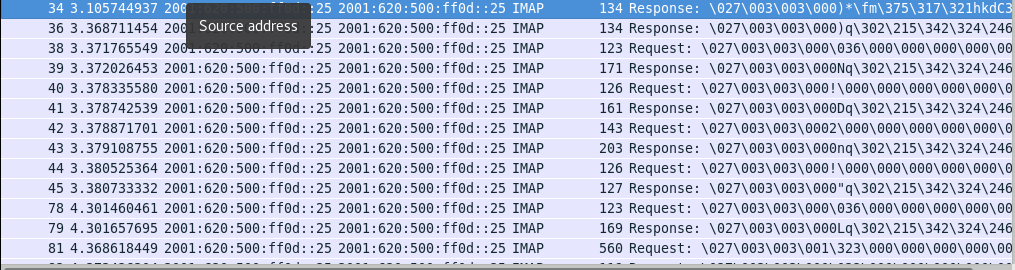 34 3.105744937 2001 25 2001:620:500:ff0d::25 IMAP 134 Response: \027\003\003\000)*\fm\375\317\321hkdC3
Source address
36 3.368711454 200 25 2001:620:500:ff0d::25 IMAP 134 Response: \027\003\003\000)q\302\215\342\324\246
38 3.371765549 2001:620:500:ff0d::25 2001:620:500:ff0d::25 IMAP 123 Request: \027\003\003\000\036\000\000\000\000\00
39 3.372026453 2001:620:500:ff0d::25 2001:620:500:ff0d::25 IMAP 171 Response: \027\003\003\000Nq\302\215\342\324\246
40 3.378335580 2001:620:500:ff0d::25 2001:620:500:ff0d::25 IMAP 126 Request: \027\003\003\000!\000\000\000\000\000\0
41 3.378742539 2001:620:500:ff0d::25 2001:620:500:ff0d::25 IMAP 161 Response: \027\003\003\000Dq\302\215\342\324\246
42 3.378871701 2001:620:500:ff0d::25 2001:620:500:ff0d::25 IMAP 143 Request: \027\003\003\0002\000\000\000\000\000\0
43 3.379108755 2001:620:500:ff0d::25 2001:620:500:ff0d::25 IMAP 203 Response: \027\003\003\000nq\302\215\342\324\246
44 3.380525364 2001:620:500:ff0d::25 2001:620:500:ff0d::25 IMAP 126 Request: \027\003\003\000!\000\000\000\000\000\0
45 3.380733332 2001:620:500:ff0d::25 2001:620:500:ff0d::25 IMAP 127 Response: \027\003\003\000"q\302\215\342\324\246
78 4.301460461 2001:620:500:ff0d::25 2001:620:500:ff0d::25 IMAP 123 Request: \027\003\003\000\036\000\000\000\000\00
79 4.301657695 2001:620:500:ff0d::25 2001:620:500:ff0d::25 IMAP 169 Response: \027\003\003\000Lq\302\215\342\324\246
81 4.368618449 2001:620:500:ff0d::25 2001:620:500:ff0d::25 IMAP 560 Request: \027\003\003\001\323\000\000\000\000\00